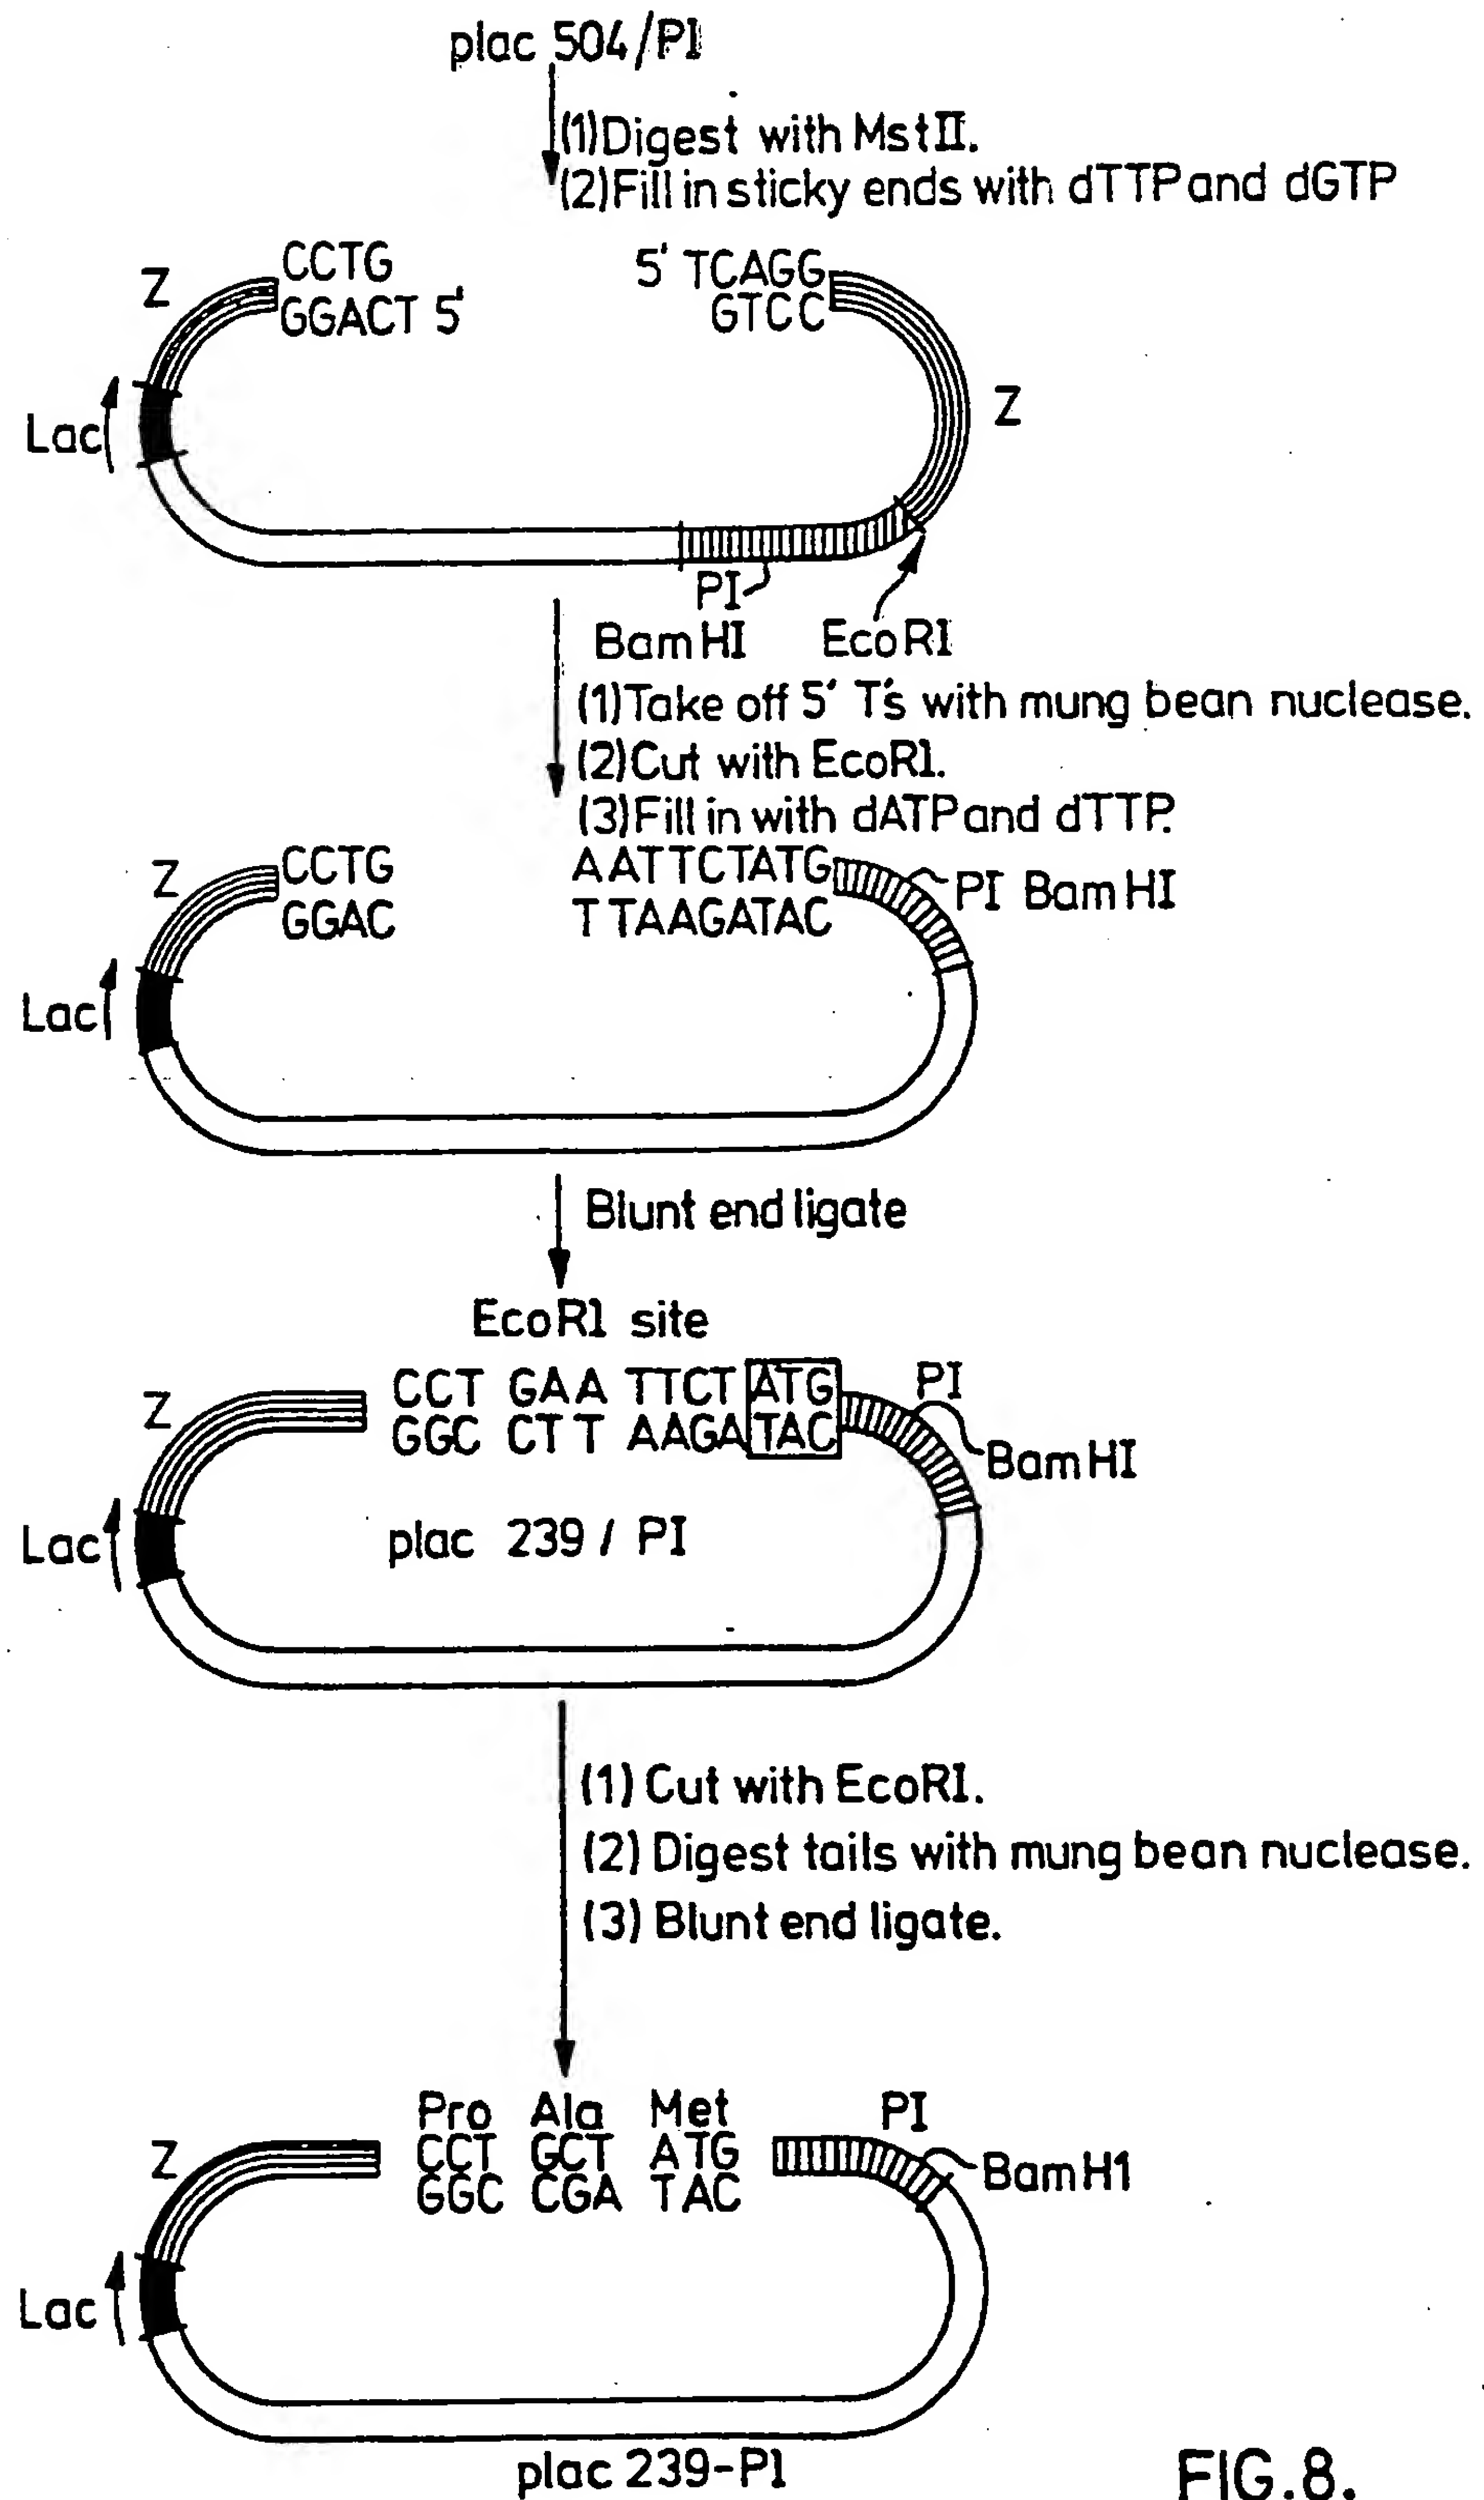 plac 504/PI
(1)Digest with MstII.
(2)Fill in sticky ends with dTTP and dGTP
Z
CCTG
GGACT 5'
5' TCAGG
GTCC
Z
Lac
PI
BamHI
EcoRI
(1)Take off 5' T's with mung bean nuclease.
(2)Cut with EcoR1.
(3)Fill in with dATP and dTTP.
Z
CCTG
GGAC
AATTCTATG
TTAAGATAC
PI BamHI
Lac
Blunt end ligate
EcoR1 site
Z
CCT GAA TTCT ATG
GGC CTT AAGA TAC
PI
BamHI
Lac
plac 239 / PI
(1) Cut with EcoRI.
(2) Digest tails with mung bean nuclease.
(3) Blunt end ligate.
Pro Ala Met
CCT GCT ATG
GGC CGA TAC
Z
PI
BamH1
Lac
plac 239-P1
FIG.8.